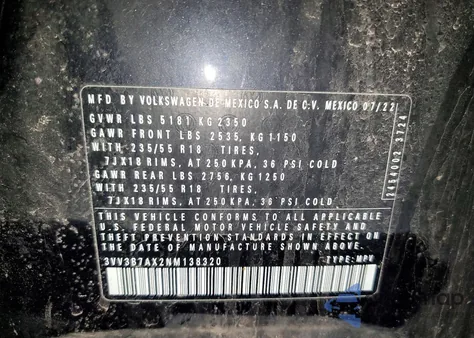 MFD BY VOLKSWAGEN DE MEXICO S.A. DE C.V. MEXICO 07/22
GVWR LBS 5181 KG 2350
GAWR FRONT LBS 2535, KG 1150
WITH 235/55 R18 TIRES,
7JX18 RIMS, AT 250 KPA, 36 PSI COLD
GAWR REAR LBS 2756, KG 1250
WITH 235/55 R18 TIRES,
7JX18 RIMS, AT 250 KPA, 36 PSI COLD
THIS VEHICLE CONFORMS TO ALL APPLICABLE
U.S. FEDERAL MOTOR VEHICLE SAFETY AND
THEFT PREVENTION STANDARDS IN EFFECT ON
THE DATE OF MANUFACTURE SHOWN ABOVE.
3VV3B7AX2NM138320 TYPE: MPV
3724